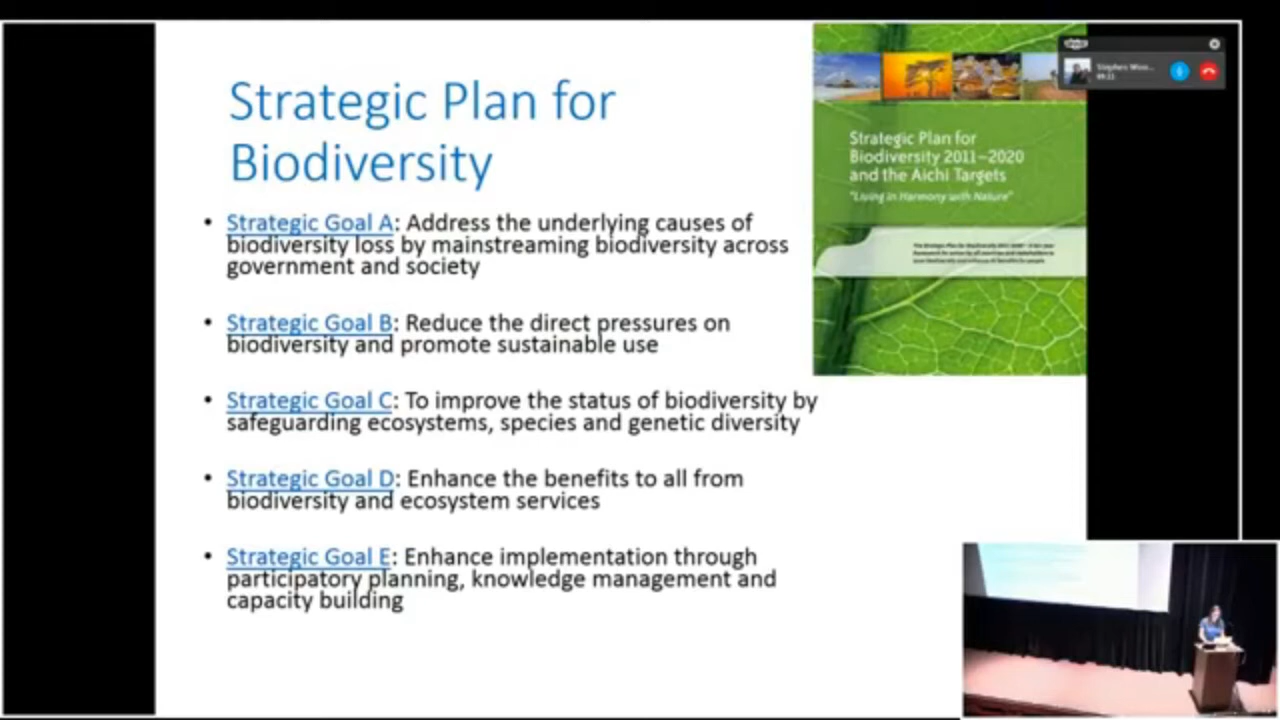 Strategic Plan for
Biodiversity
• Strategic Goal A: Address the underlying causes of
biodiversity loss by mainstreaming biodiversity across
government and society
• Strategic Goal B: Reduce the direct pressures on
biodiversity and promote sustainable use
• Strategic Goal C: To improve the status of biodiversity by
safeguarding ecosystems, species and genetic diversity
• Strategic Goal D: Enhance the benefits to all from
biodiversity and ecosystem services
• Strategic Goal E: Enhance implementation through
participatory planning, knowledge management and
capacity building
Strategic Plan for
Biodiversity 2011–2020
and the Aichi Targets
"Living in Harmony with Nature"
Stephen